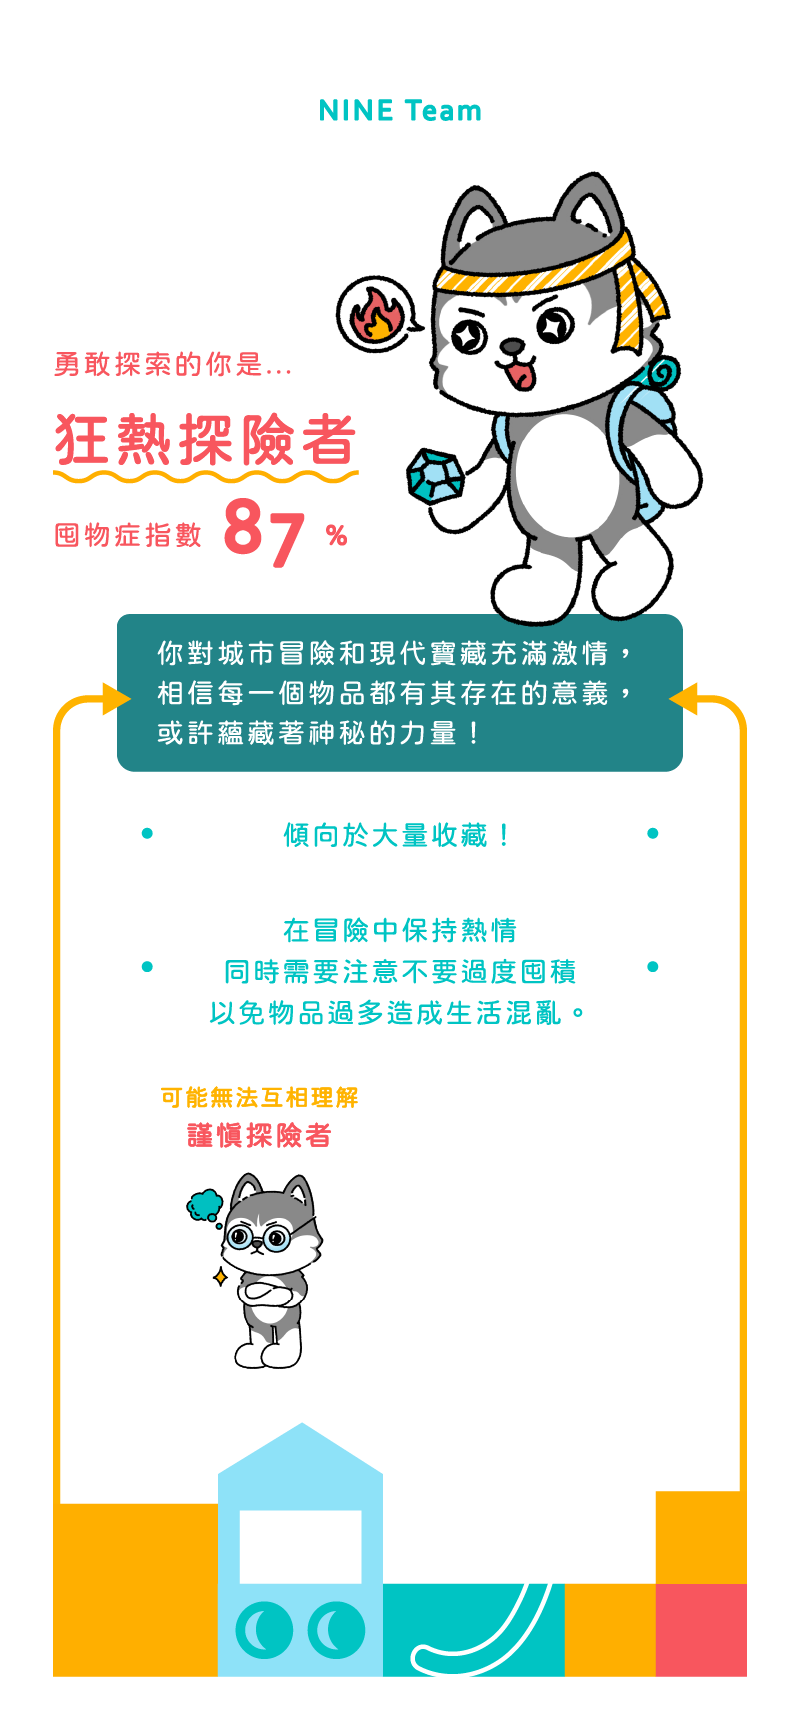 NINE Team
勇敢探索的你是...
狂熱探險者
囤物症指數 87 %
你對城市冒險和現代寶藏充滿激情，
相信每一個物品都有其存在的意義，
或許蘊藏著神秘的力量！
• 傾向於大量收藏！ •
在冒險中保持熱情
• 同時需要注意不要過度囤積 •
以免物品過多造成生活混亂。
可能無法互相理解
謹慎探險者